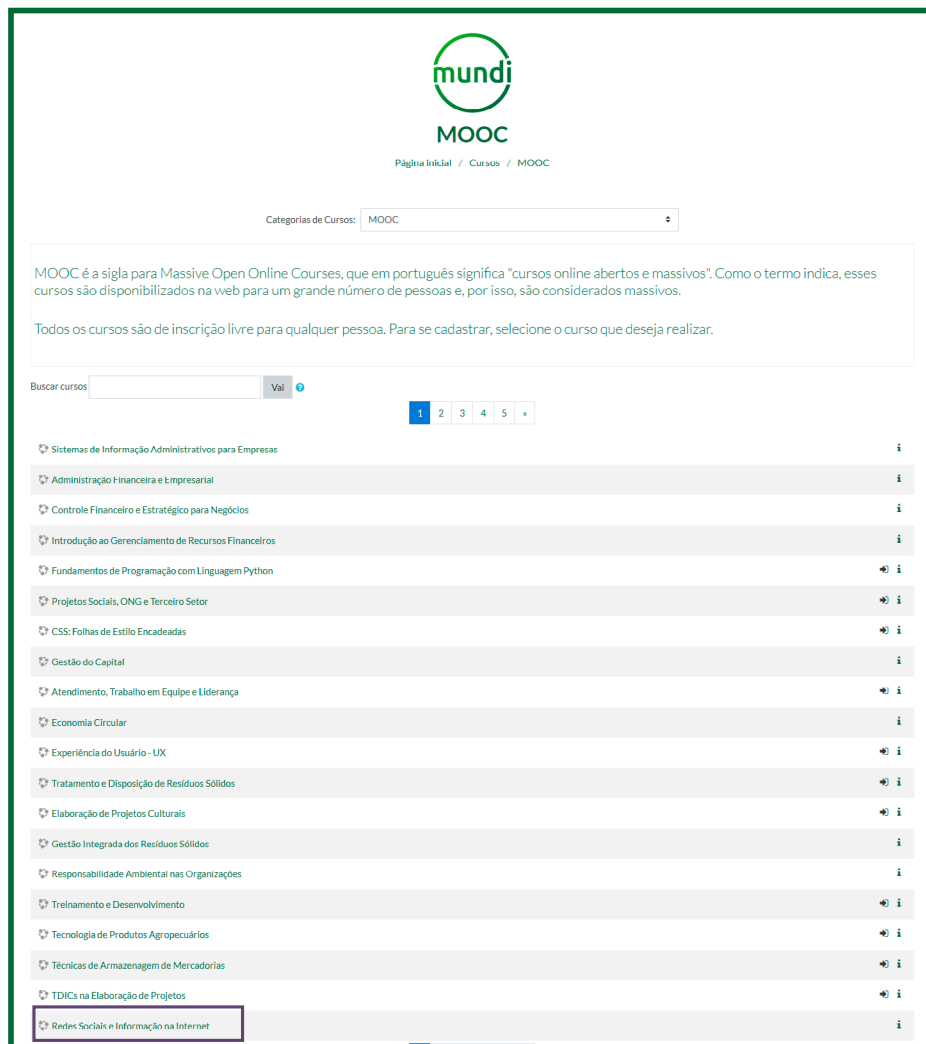 mundi
MOOC
Página inicial / Cursos / MOOC
Categorias de Cursos: MOOC
MOOC é a sigla para Massive Open Online Courses, que em português significa "cursos online abertos e massivos". Como o termo indica, esses
cursos são disponibilizados na web para um grande número de pessoas e, por isso, são considerados massivos.
Todos os cursos são de inscrição livre para qualquer pessoa. Para se cadastrar, selecione o curso que deseja realizar.
Buscar cursos Vai
1 2 3 4 5 »
Sistemas de Informação Administrativos para Empresas
Administração Financeira e Empresarial
Controle Financeiro e Estratégico para Negócios
Introdução ao Gerenciamento de Recursos Financeiros
Fundamentos de Programação com Linguagem Python
Projetos Sociais, ONG e Terceiro Setor
CSS: Folhas de Estilo Encadeadas
Gestão do Capital
Atendimento, Trabalho em Equipe e Liderança
Economia Circular
Experiência do Usuário - UX
Tratamento e Disposição de Resíduos Sólidos
Elaboração de Projetos Culturais
Gestão Integrada dos Resíduos Sólidos
Responsabilidade Ambiental nas Organizações
Treinamento e Desenvolvimento
Tecnologia de Produtos Agropecuários
Técnicas de Armazenagem de Mercadorias
TDICs na Elaboração de Projetos
Redes Sociais e Informação na Internet